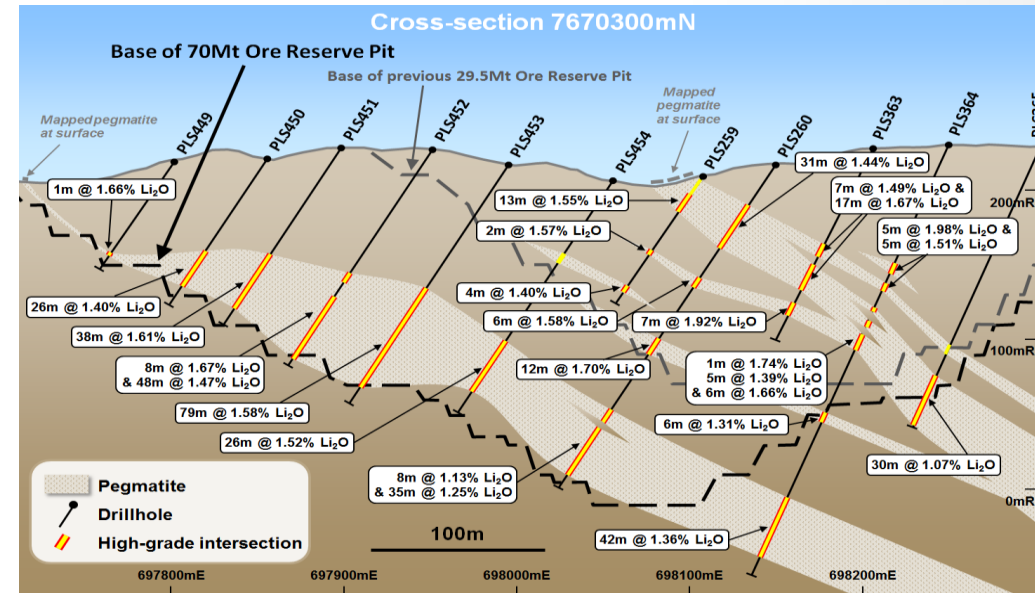 Cross-section 7670300mN
Base of 70Mt Ore Reserve Pit
Base of previous 29.5Mt Ore Reserve Pit
Mapped pegmatite
at surface
Mapped
pegmatite
at surface
PLS449
PLS450
PLS451
PLS452
PLS453
PLS454
PLS259
PLS260
PLS363
PLS364
31m @ 1.44% Li₂O
1m @ 1.66% Li₂O
7m @ 1.49% Li₂O &
17m @ 1.67% Li₂O
13m @ 1.55% Li₂O
200mR
2m @ 1.57% Li₂O
5m @ 1.98% Li₂O &
5m @ 1.51% Li₂O
4m @ 1.40% Li₂O
26m @ 1.40% Li₂O
6m @ 1.58% Li₂O
7m @ 1.92% Li₂O
38m @ 1.61% Li₂O
100mR
8m @ 1.67% Li₂O
& 48m @ 1.47% Li₂O
12m @ 1.70% Li₂O
1m @ 1.74% Li₂O
5m @ 1.39% Li₂O
& 6m @ 1.66% Li₂O
79m @ 1.58% Li₂O
6m @ 1.31% Li₂O
26m @ 1.52% Li₂O
30m @ 1.07% Li₂O
8m @ 1.13% Li₂O
& 35m @ 1.25% Li₂O
0mR
Pegmatite
Drillhole
High-grade intersection
100m
42m @ 1.36% Li₂O
697800mE
697900mE
698000mE
698100mE
698200mE